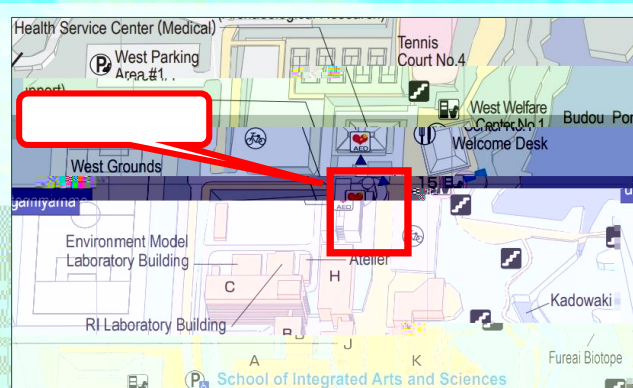 Health Service Center (Medical)
Tennis
Court No.4
P West Parking
Area #1
West Welfare
Center No.1
Budou
Welcome Desk
AED
West Grounds
AED
Environment Model
Laboratory Building
Atelier
C
H
Kadowaki
RI Laboratory Building
B
J
A
K
Fureai Biotope
P
School of Integrated Arts and Sciences